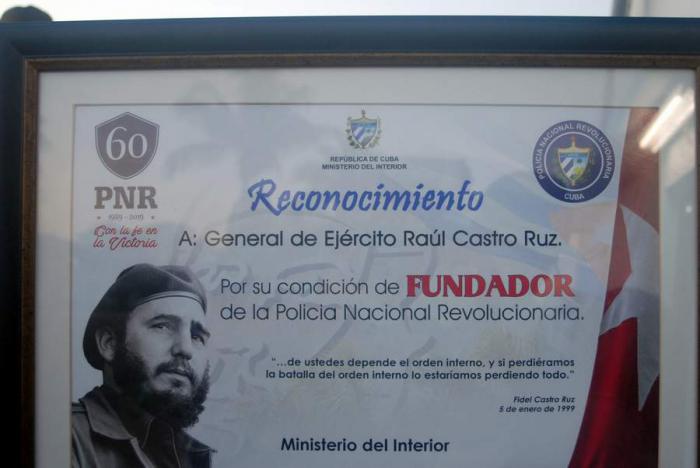 60
PNR
1959 - 2019
Con la fe en
la Victoria
REPÚBLICA DE CUBA
MINISTERIO DEL INTERIOR
POLICÍA NACIONAL REVOLUCIONARIA
CUBA
Reconocimiento
A: General de Ejército Raúl Castro Ruz.
Por su condición de FUNDADOR
de la Policía Nacional Revolucionaria.
“...de ustedes depende el orden interno, y si perdiéramos
la batalla del orden interno lo estaríamos perdiendo todo.”
Fidel Castro Ruz
5 de enero de 1999
Ministerio del Interior